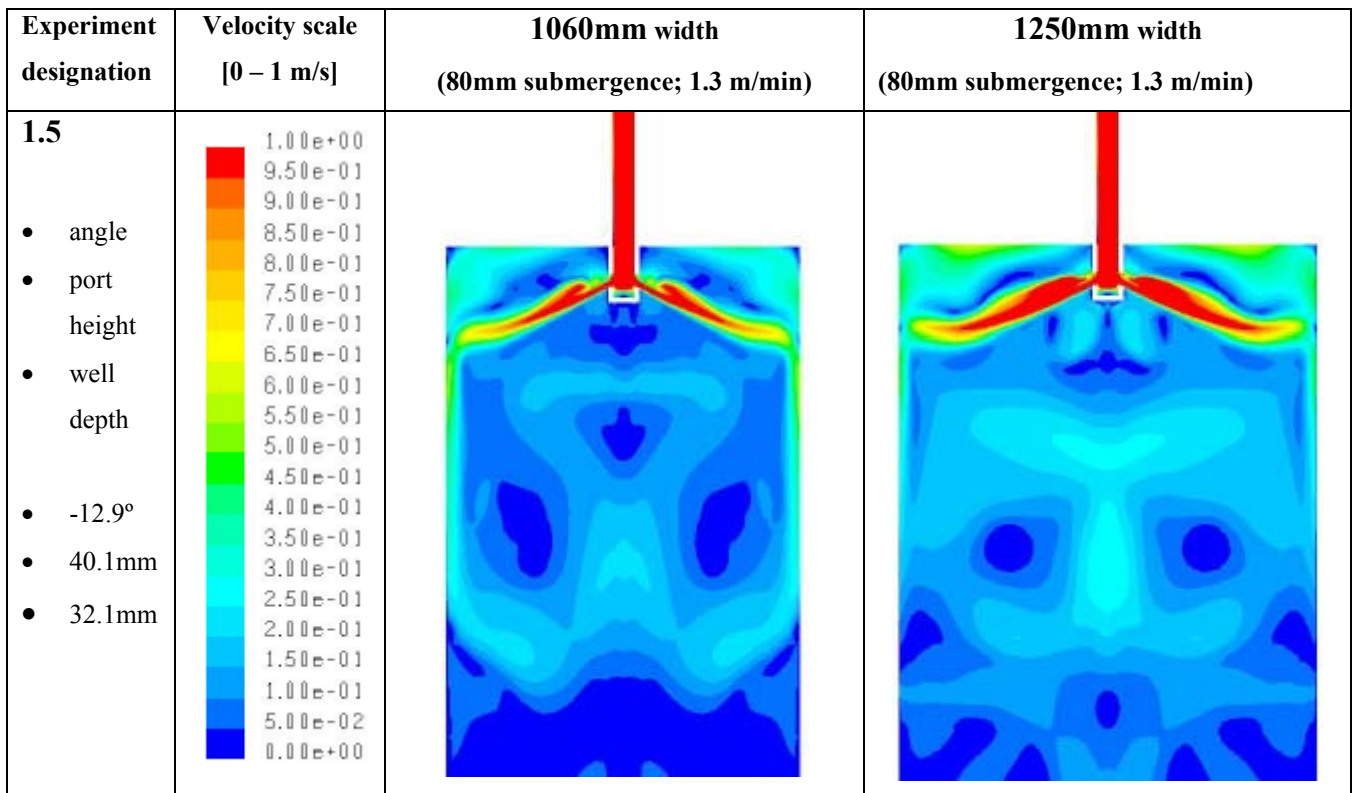 Experiment designation
Velocity scale [0 – 1 m/s]
1060mm width
(80mm submergence; 1.3 m/min)
1250mm width
(80mm submergence; 1.3 m/min)
1.5
• angle
• port
height
• well
depth
• -12.9º
• 40.1mm
• 32.1mm
1.00e+00
9.50e-01
9.00e-01
8.50e-01
8.00e-01
7.50e-01
7.00e-01
6.50e-01
6.00e-01
5.50e-01
5.00e-01
4.50e-01
4.00e-01
3.50e-01
3.00e-01
2.50e-01
2.00e-01
1.50e-01
1.00e-01
5.00e-02
0.00e+00